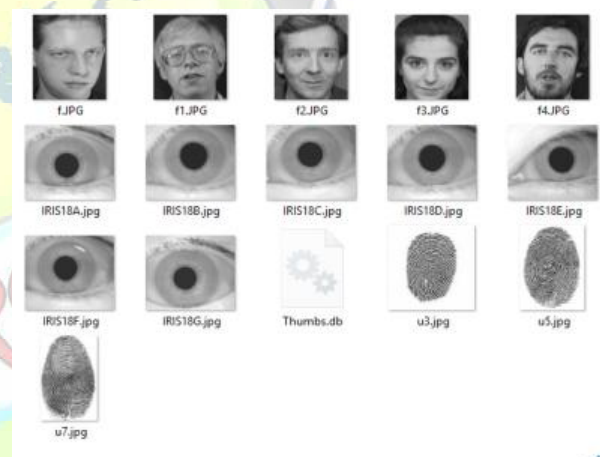 f.JPG f1.JPG f2.JPG f3.JPG f4.JPG
IRIS18A.jpg IRIS18B.jpg IRIS18C.jpg IRIS18D.jpg IRIS18E.jpg
IRIS18F.jpg IRIS18G.jpg Thumbs.db u3.jpg u5.jpg
u7.jpg